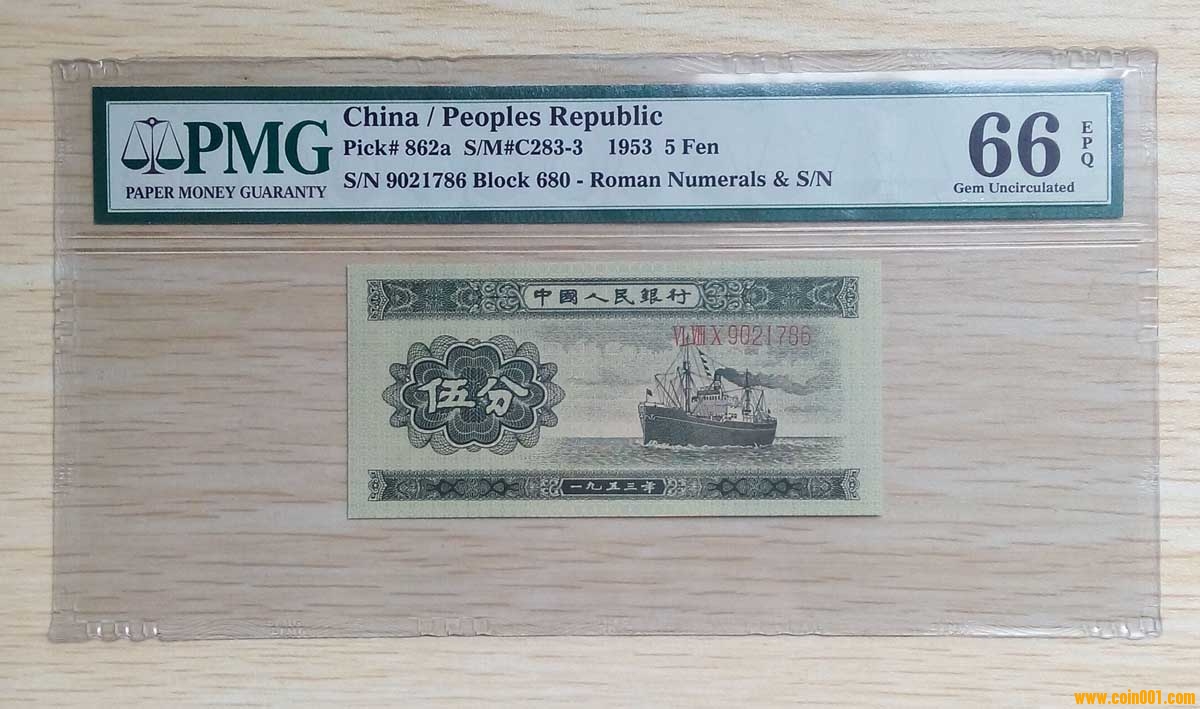 PMG
PAPER MONEY GUARANTY
China / Peoples Republic
Pick# 862a S/M#C283-3 1953 5 Fen
S/N 9021786 Block 680 - Roman Numerals & S/N
66 EPQ
Gem Uncirculated
中國人民銀行
VI VIII X 9021786
伍分
一九五三年
www.coin001.com